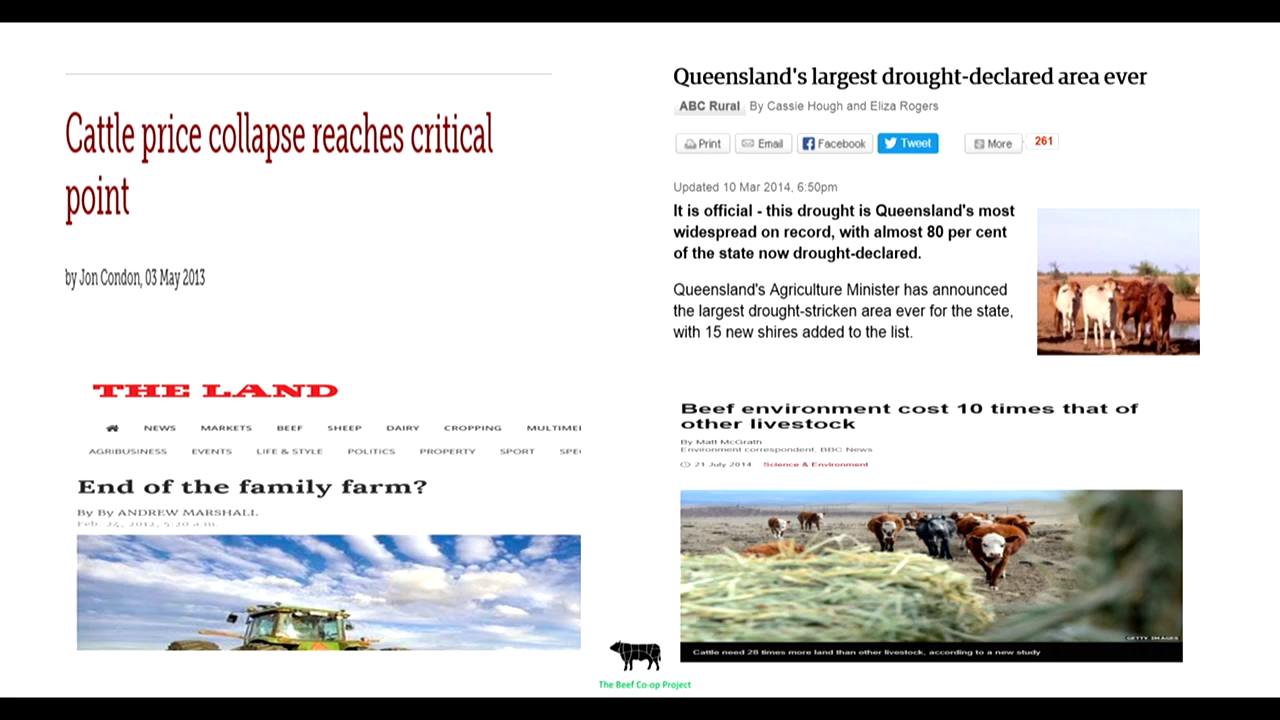 Cattle price collapse reaches critical
point
by Jon Condon, 03 May 2013
Queensland's largest drought-declared area ever
ABC Rural By Cassie Hough and Eliza Rogers
Print Email Facebook Tweet More 261
Updated 10 Mar 2014, 6:50pm
It is official - this drought is Queensland's most
widespread on record, with almost 80 per cent
of the state now drought-declared.
Queensland's Agriculture Minister has announced
the largest drought-stricken area ever for the state,
with 15 new shires added to the list.
THE LAND
NEWS MARKETS BEEF SHEEP DAIRY CROPPING MULTIMEI
AGRIBUSINESS EVENTS LIFE & STYLE POLITICS PROPERTY SPORT SPE
End of the family farm?
By By ANDREW MARSHALL
Feb. 24, 2012, 5:20 a.m.
Beef environment cost 10 times that of
other livestock
By Matt McGrath
Environment correspondent, BBC News
21 July 2014 Science & Environment
GETTY IMAGES
Cattle need 28 times more land than other livestock, according to a new study
The Beef Co-op Project